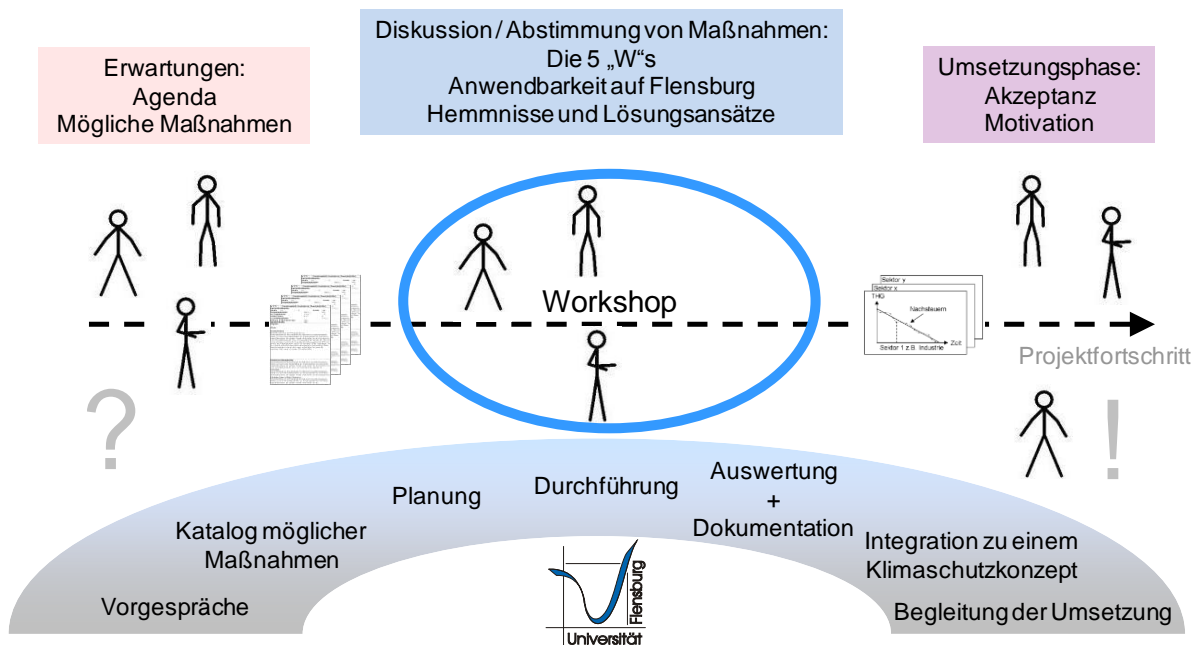 Erwartungen:
Agenda
Mögliche Maßnahmen
Diskussion / Abstimmung von Maßnahmen:
Die 5 „W“s
Anwendbarkeit auf Flensburg
Hemmnisse und Lösungsansätze
Umsetzungsphase:
Akzeptanz
Motivation
Workshop
Sektor y
Sektor x
THG
Nachsteuern
Zeit
Sektor 1 z.B. Industrie
Projektfortschritt
?
!
Vorgespräche
Katalog möglicher
Maßnahmen
Planung
Durchführung
Auswertung
+
Dokumentation
Integration zu einem
Klimaschutzkonzept
Begleitung der Umsetzung
Universität
Flensburg